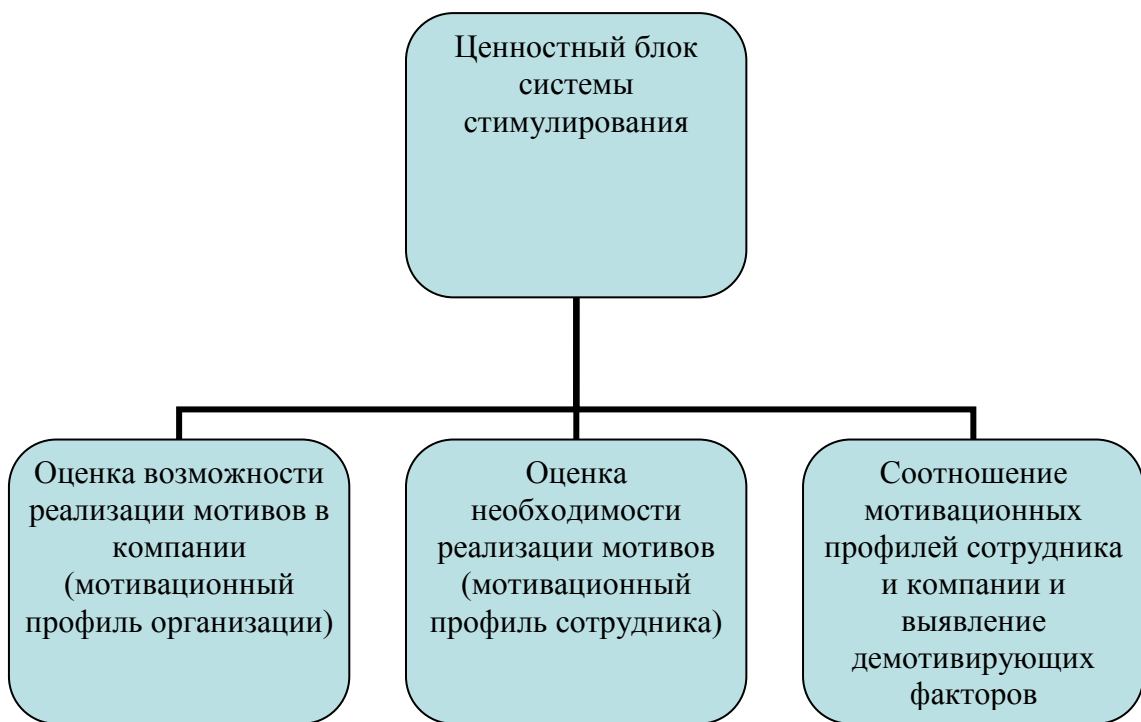 Ценностный блок
системы
стимулирования
Оценка возможности
реализации мотивов в
компании
(мотивационный
профиль организации)
Оценка
необходимости
реализации мотивов
(мотивационный
профиль сотрудника)
Соотношение
мотивационных
профилей сотрудника
и компании и
выявление
демотивирующих
факторов